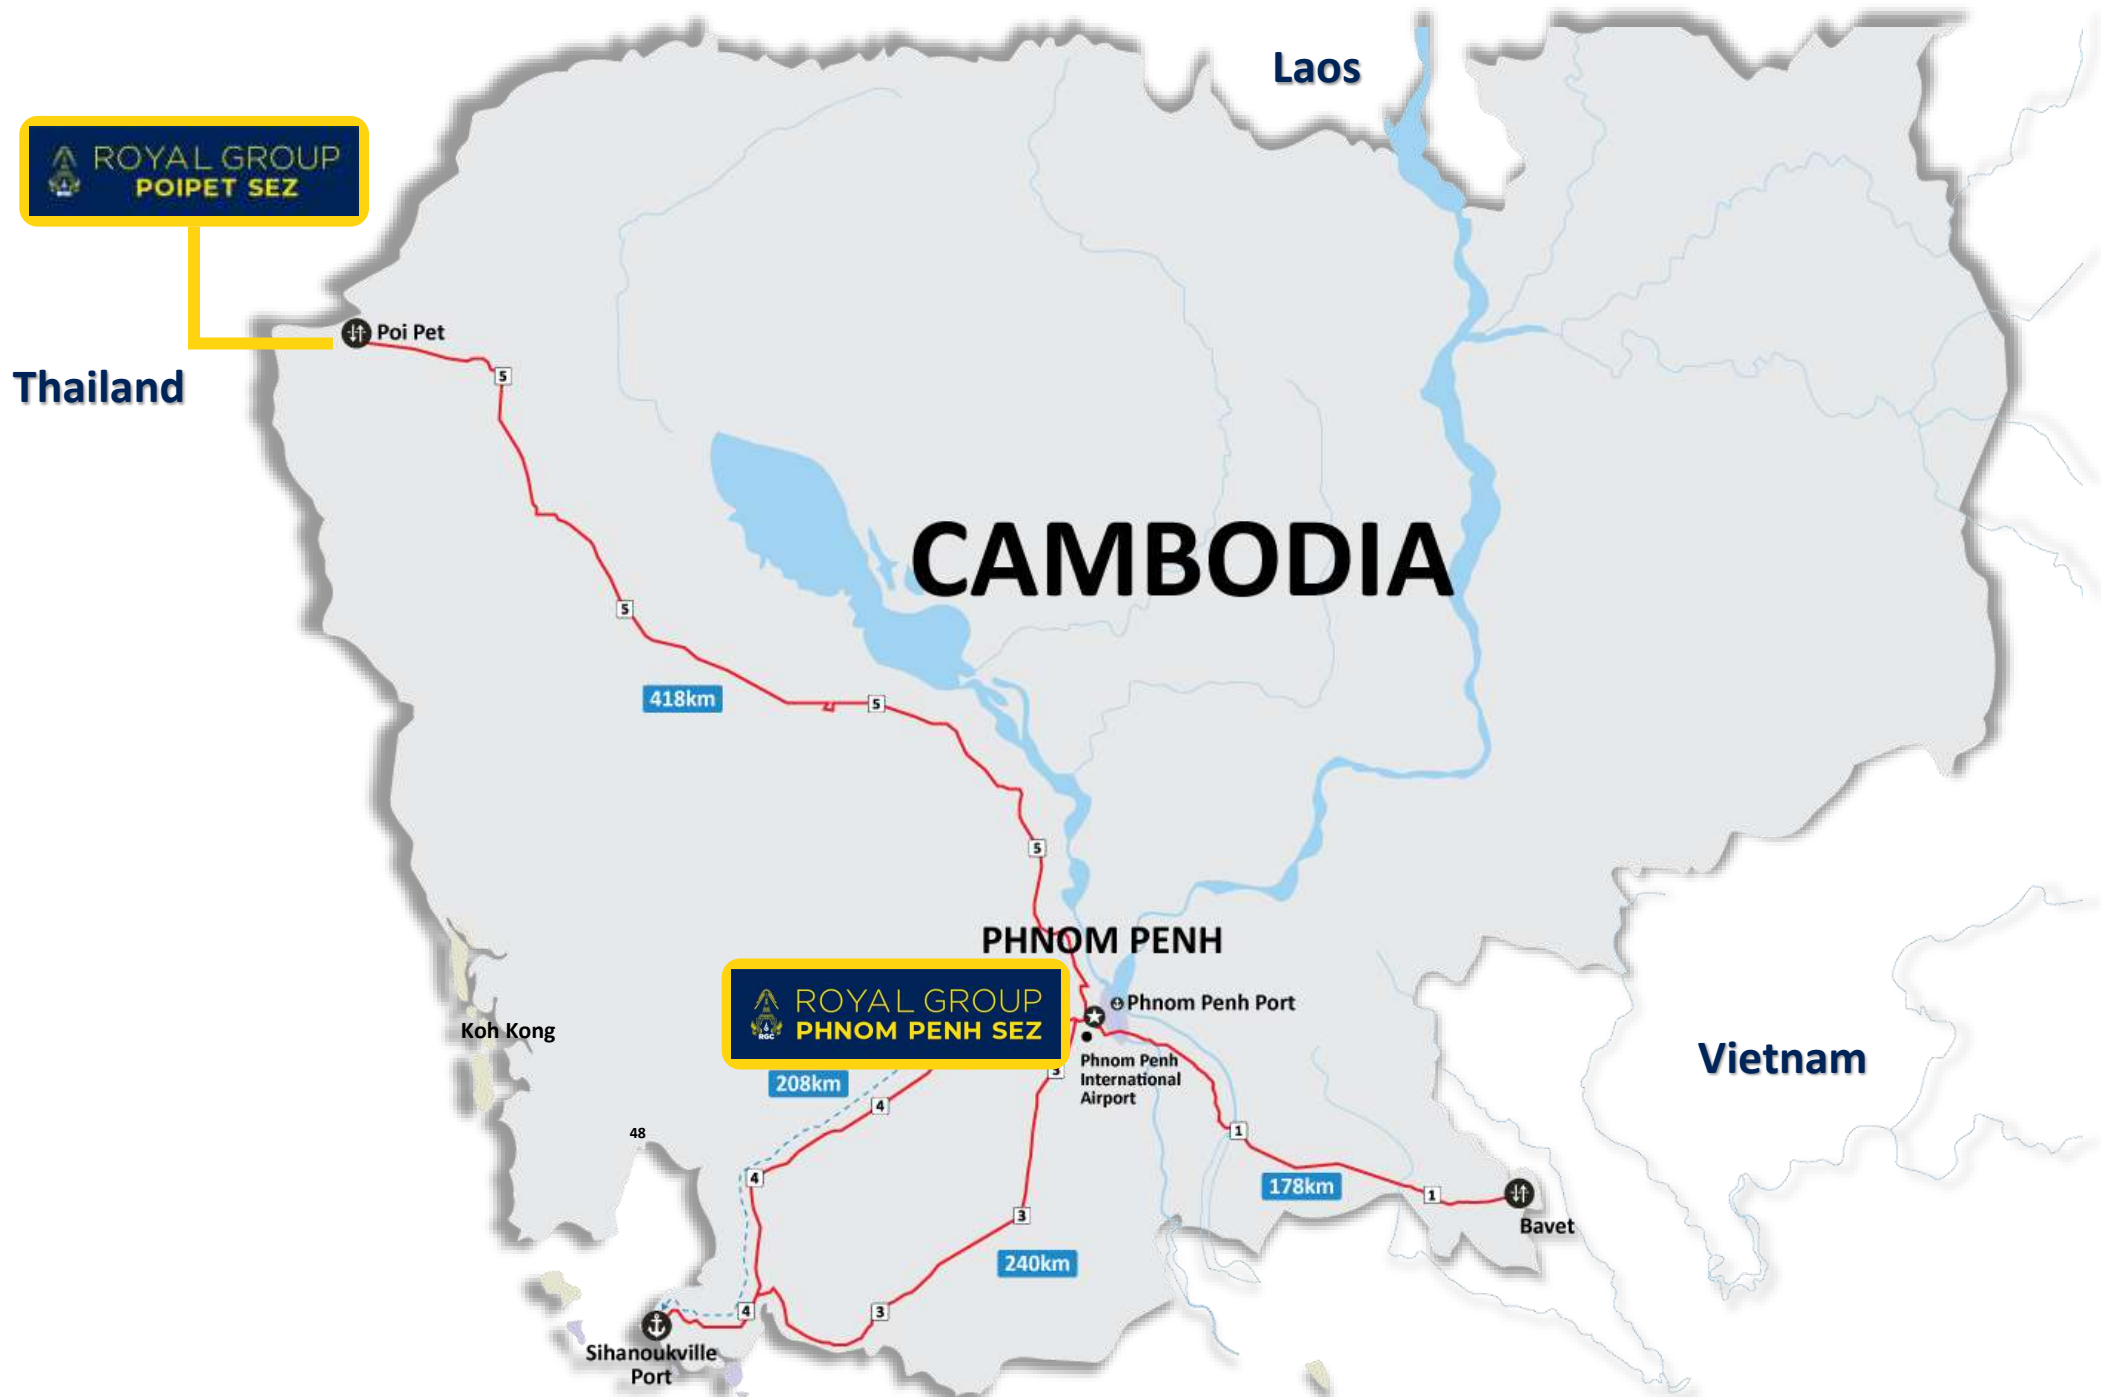 Laos
ROYAL GROUP
POIPET SEZ
Poi Pet
5
Thailand
CAMBODIA
5
418km
5
5
PHNOM PENH
ROYAL GROUP
PHNOM PENH SEZ
RGC
Phnom Penh Port
Koh Kong
Phnom Penh
International
Airport
Vietnam
3
208km
4
48
1
4
178km
1
3
Bavet
240km
4
3
Sihanoukville
Port